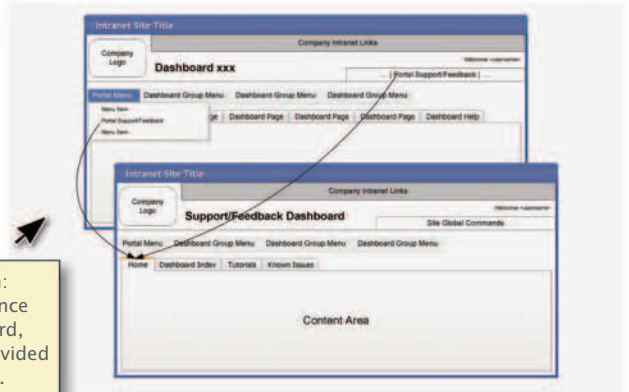 Intranet Site Title
Company Intranet Links
Company
Logo
Dashboard xxx
... | Portal Support/Feedback | ...
Portal Menu Dashboard Group Menu Dashboard Group Menu Dashboard Group Menu
Menu Item
Portal Support/Feedback
Menu Item
Dashboard Page Dashboard Page Dashboard Page Dashboard Help
Intranet Site Title
Company Intranet Links
Company
Logo
Support/Feedback Dashboard
Site Global Commands
Portal Menu Dashboard Group Menu Dashboard Group Menu Dashboard Group Menu
Home Dashboard Index Tutorials Known Issues
Content Area